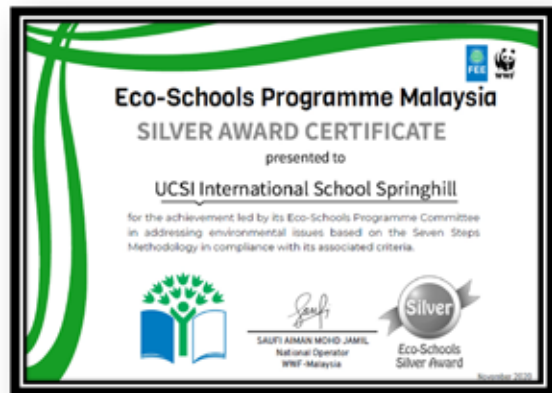 FEE
WWF
Eco-Schools Programme Malaysia
SILVER AWARD CERTIFICATE
presented to
UCSI International School Springhill
for the achievement led by its Eco-Schools Programme Committee
in addressing environmental issues based on the Seven Steps
Methodology in compliance with its associated criteria.
SAUFI AIMAN MOHD JAMIL
National Operator
WWF-Malaysia
Silver
Eco-Schools
Silver Award
November 2020